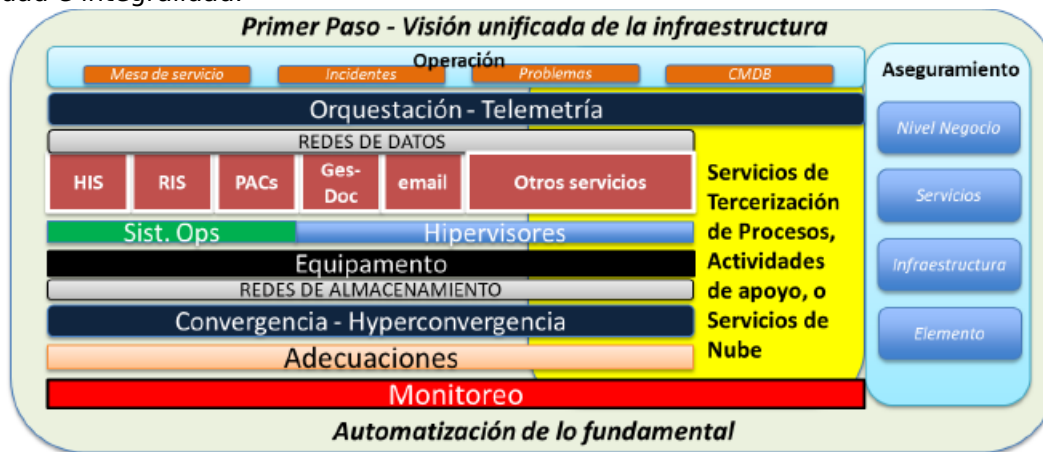 Primer Paso - Visión unificada de la infraestructura
Operación
Mesa de servicio
Incidentes
Problemas
CMDB
Orquestación - Telemetría
REDES DE DATOS
HIS
RIS
PACs
Ges-
Doc
email
Otros servicios
Sist. Ops
Hipervisores
Equipamento
REDES DE ALMACENAMIENTO
Convergencia - Hyperconvergencia
Adecuaciones
Monitoreo
Servicios de
Tercerización
de Procesos,
Actividades
de apoyo, o
Servicios de
Nube
Aseguramiento
Nivel Negocio
Servicios
Infraestructura
Elemento
Automatización de lo fundamental